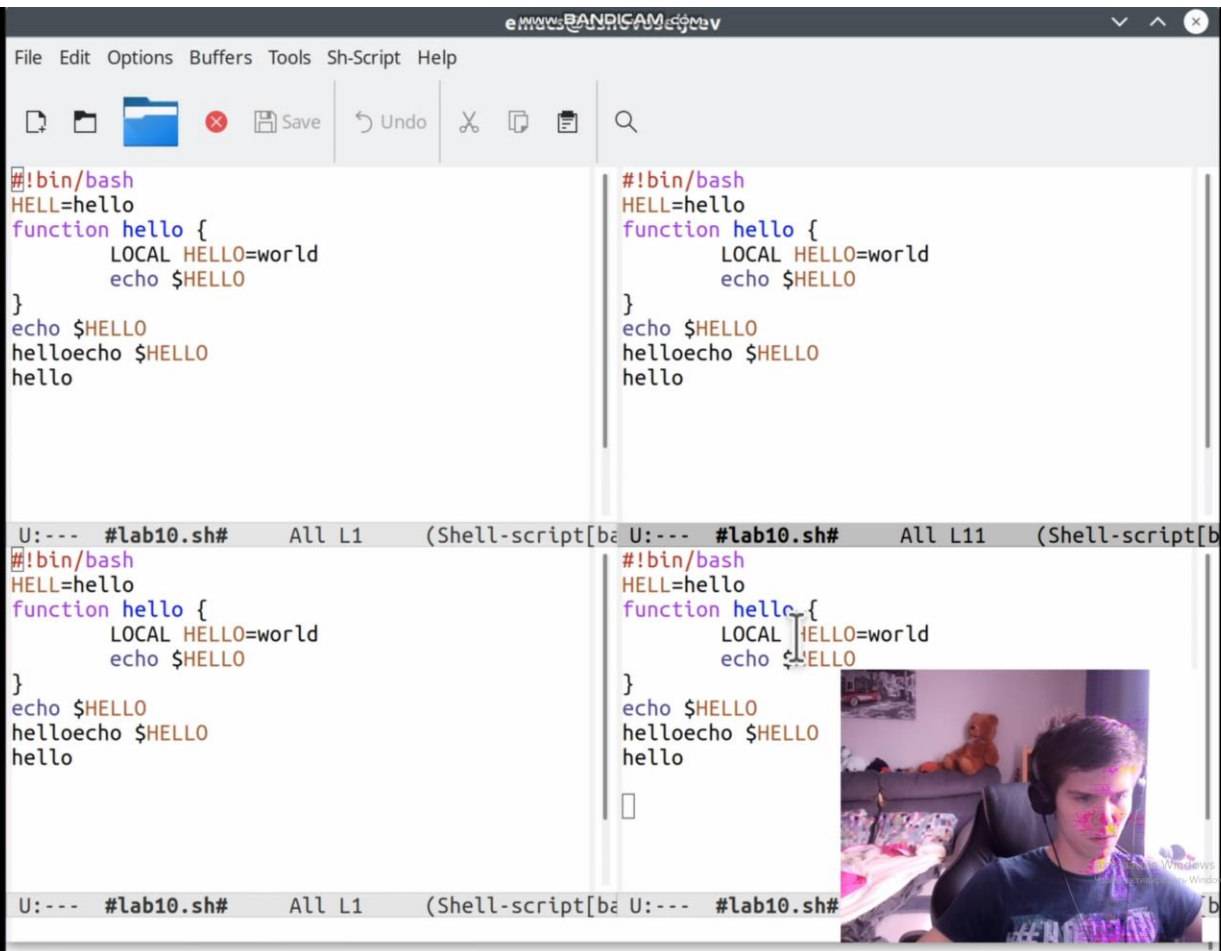 www.BANDICAM.com
File Edit Options Buffers Tools Sh-Script Help
Save Undo
#!bin/bash
HELL=hello
function hello {
LOCAL HELLO=world
echo $HELLO
}
echo $HELLO
helloecho $HELLO
hello
U:--- #lab10.sh# All L1 (Shell-script[ba
#!bin/bash
HELL=hello
function hello {
LOCAL HELLO=world
echo $HELLO
}
echo $HELLO
helloecho $HELLO
hello
U:--- #lab10.sh# All L11 (Shell-script[b
#!bin/bash
HELL=hello
function hello {
LOCAL HELLO=world
echo $HELLO
}
echo $HELLO
helloecho $HELLO
hello
U:--- #lab10.sh# All L1 (Shell-script[ba
#!bin/bash
HELL=hello
function hello {
LOCAL HELLO=world
echo $HELLO
}
echo $HELLO
helloecho $HELLO
hello
U:--- #lab10.sh#
Windows